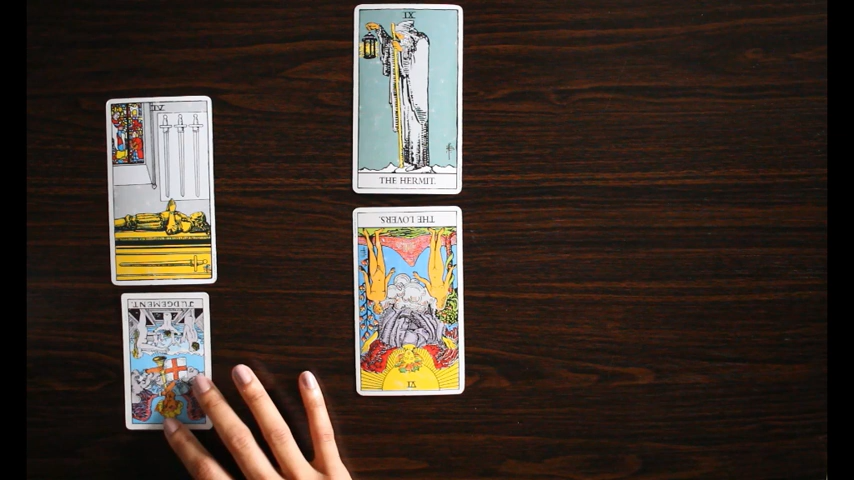 IX
THE HERMIT.
IV
THE LOVERS.
VI
JUDGEMENT.